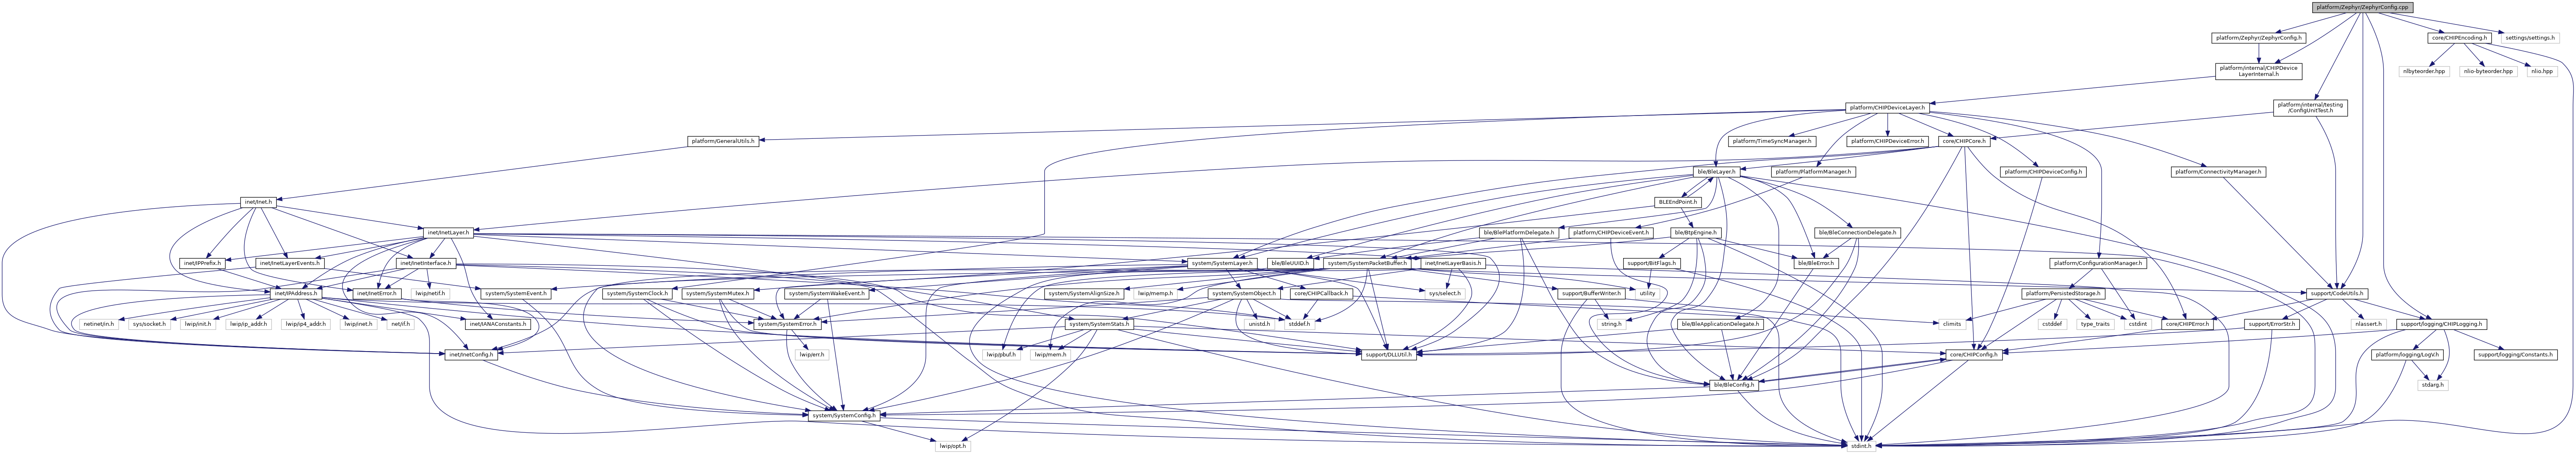 platform/Zephyr/ZephyrConfig.cpp
platform/Zephyr/ZephyrConfig.h
core/CHIPEncoding.h
settings/settings.h
platform/internal/CHIPDevice
LayerInternal.h
nlbyteorder.hpp
nlio-byteorder.hpp
nlio.hpp
platform/CHIPDeviceLayer.h
platform/internal/testing
/ConfigUnitTest.h
platform/GeneralUtils.h
platform/TimeSyncManager.h
platform/CHIPDeviceError.h
core/CHIPCore.h
ble/BleLayer.h
platform/PlatformManager.h
platform/CHIPDeviceConfig.h
platform/ConnectivityManager.h
inet/Inet.h
BLEEndPoint.h
inet/InetLayer.h
ble/BlePlatformDelegate.h
platform/CHIPDeviceEvent.h
ble/BtpEngine.h
ble/BleConnectionDelegate.h
inet/IPPrefix.h
inet/InetLayerEvents.h
inet/InetInterface.h
system/SystemLayer.h
ble/BleUUID.h
system/SystemPacketBuffer.h
inet/InetLayerBasis.h
support/BitFlags.h
ble/BleError.h
platform/ConfigurationManager.h
inet/IPAddress.h
inet/InetError.h
lwip/netif.h
system/SystemEvent.h
system/SystemClock.h
system/SystemMutex.h
system/SystemWakeEvent.h
system/SystemAlignSize.h
lwip/memp.h
system/SystemObject.h
core/CHIPCallback.h
sys/select.h
support/BufferWriter.h
utility
platform/PersistedStorage.h
support/CodeUtils.h
netinet/in.h
sys/socket.h
lwip/init.h
lwip/ip_addr.h
lwip/ip4_addr.h
lwip/inet.h
net/if.h
inet/IANAConstants.h
system/SystemError.h
system/SystemStats.h
unistd.h
stddef.h
string.h
ble/BleApplicationDelegate.h
climits
cstddef
type_traits
cstdint
core/CHIPError.h
support/ErrorStr.h
nlassert.h
support/logging/CHIPLogging.h
inet/InetConfig.h
lwip/err.h
lwip/pbuf.h
lwip/mem.h
support/DLLUtil.h
core/CHIPConfig.h
platform/logging/LogV.h
support/logging/Constants.h
ble/BleConfig.h
stdarg.h
system/SystemConfig.h
lwip/opt.h
stdint.h